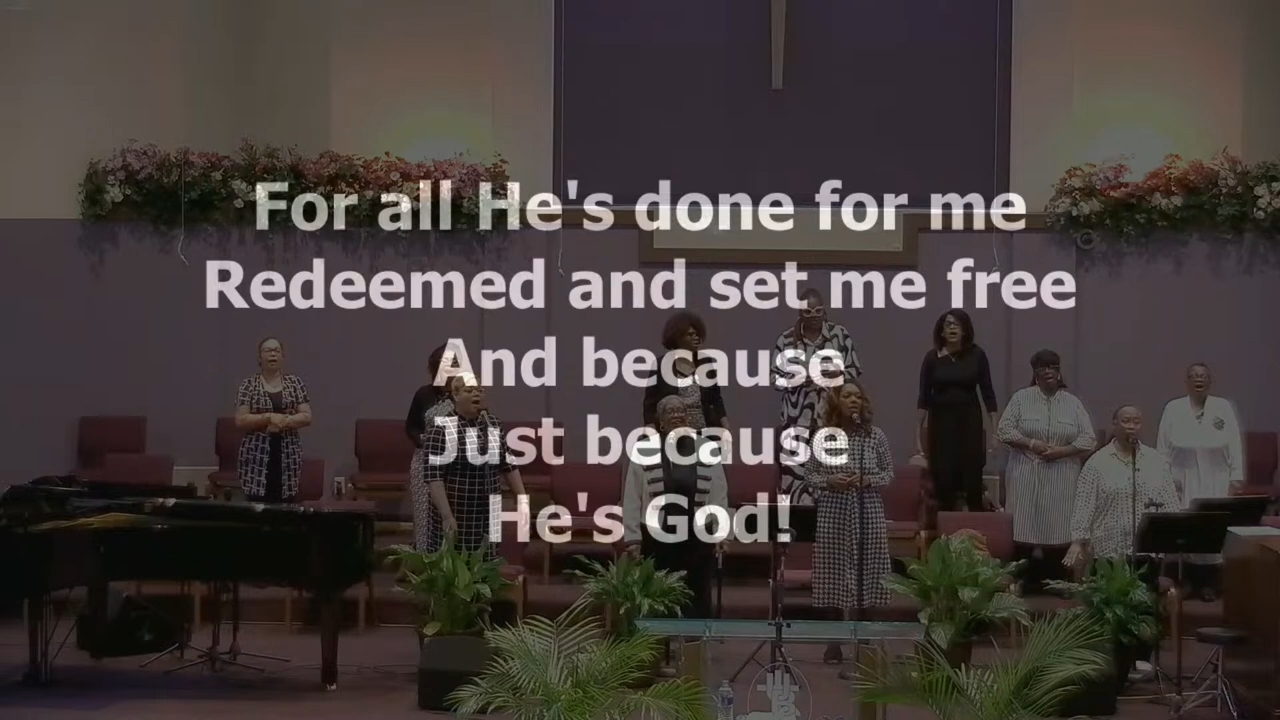 For all He's done for me
Redeemed and set me free
And because
Just because
He's God!